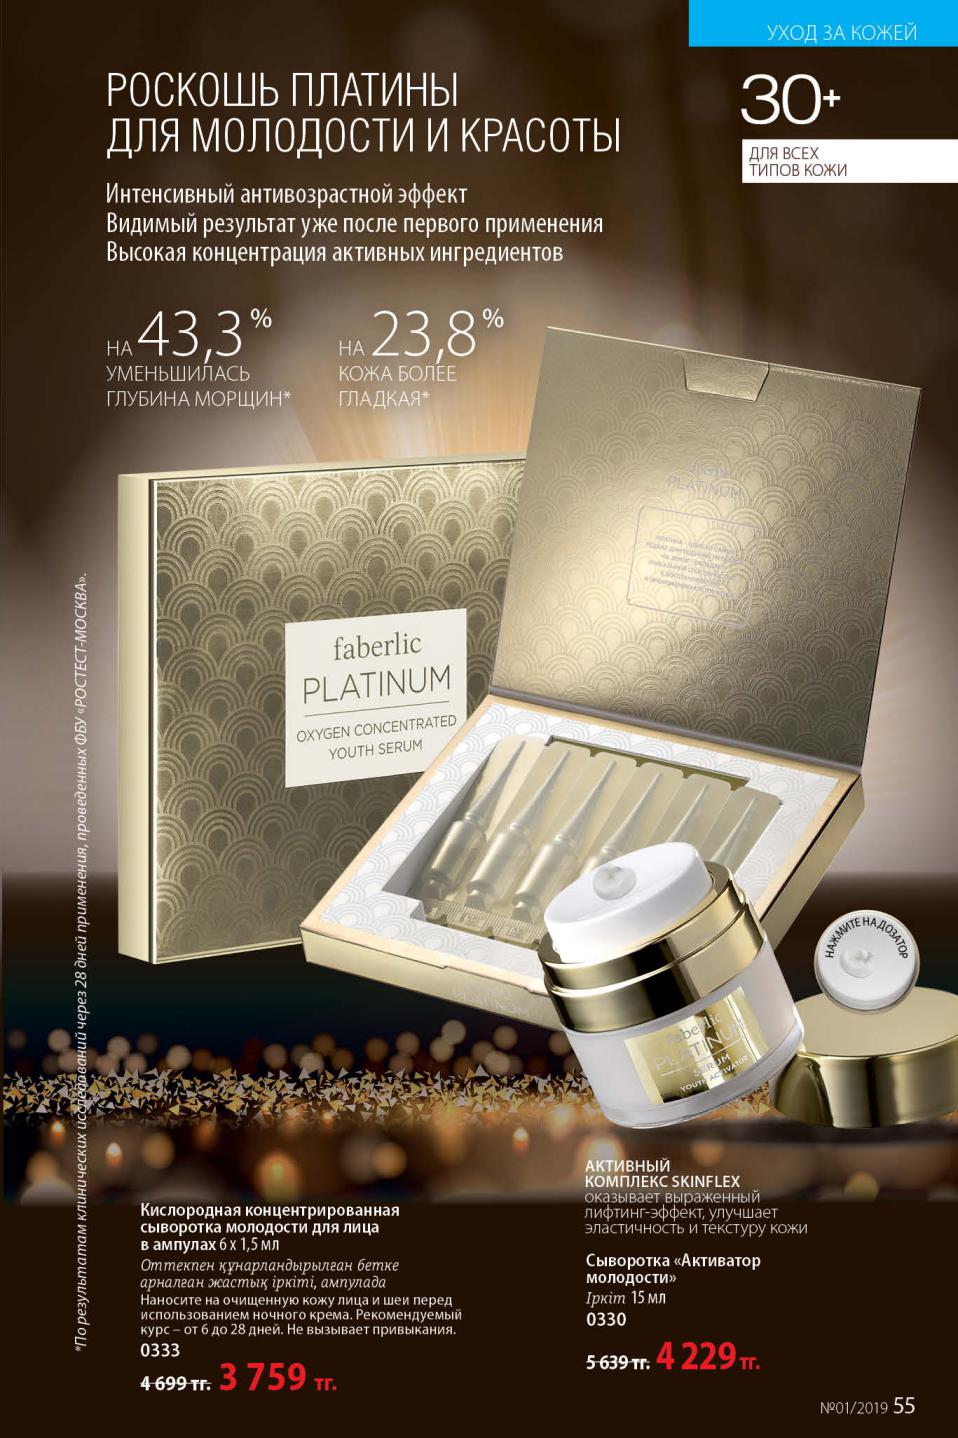 УХОД ЗА КОЖЕЙ
РОСКОШЬ ПЛАТИНЫ
ДЛЯ МОЛОДОСТИ И КРАСОТЫ
30+
ДЛЯ ВСЕХ
ТИПОВ КОЖИ
Интенсивный антивозрастной эффект
Видимый результат уже после первого применения
Высокая концентрация активных ингредиентов
НА 43,3%
УМЕНЬШИЛАСЬ
ГЛУБИНА МОРЩИН*
НА 23,8%
КОЖА БОЛЕЕ
ГЛАДКАЯ*
PLATINUM
faberlic
PLATINUM
OXYGEN CONCENTRATED
YOUTH SERUM
*По результатам клинических исследований через 28 дней применения, проведенных ФБУ «РОСТЕСТ-МОСКВА».
НАЖМИТЕ НА ДОЗАТОР
faberlic
PLATINUM
SERUM
YOUTH ACTIVATOR
АКТИВНЫЙ
КОМПЛЕКС SKINFLEX
оказывает выраженный
лифтинг-эффект, улучшает
эластичность и текстуру кожи
Сыворотка «Активатор
молодости»
Іркіт 15 мл
0330
5 639 тг. 4 229 тг.
Кислородная концентрированная
сыворотка молодости для лица
в ампулах 6 х 1,5 мл
Оттекпен құнарландырылған бетке
арналған жастық іркіті, ампулада
Наносите на очищенную кожу лица и шеи перед
использованием ночного крема. Рекомендуемый
курс – от 6 до 28 дней. Не вызывает привыкания.
0333
4 699 тг. 3 759 тг.
№01/2019 55